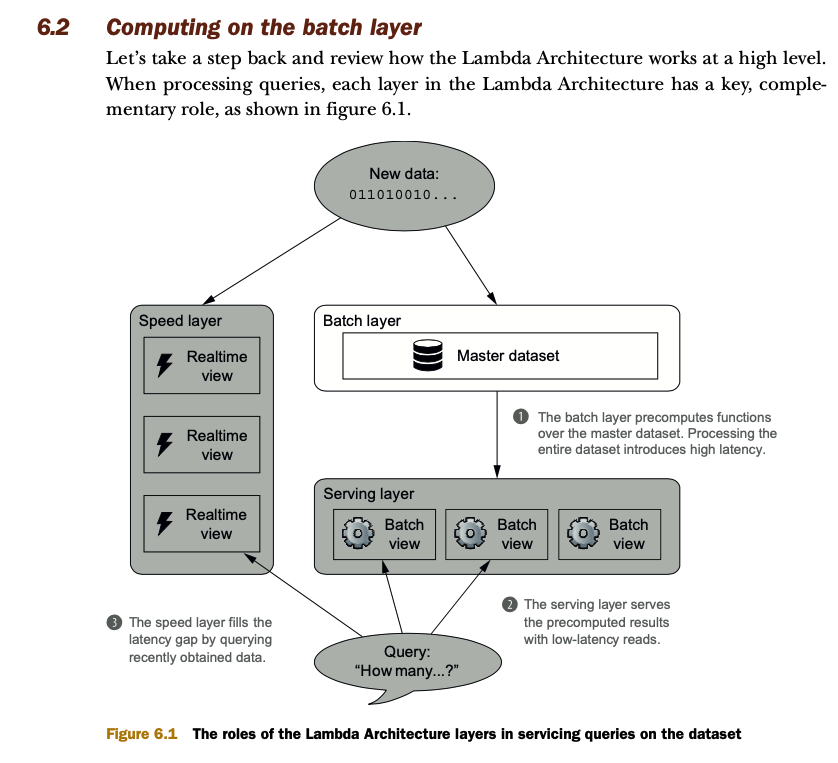 6.2 Computing on the batch layer
Let's take a step back and review how the Lambda Architecture works at a high level.
When processing queries, each layer in the Lambda Architecture has a key, comple-
mentary role, as shown in figure 6.1.
New data:
011010010...
Speed layer
Realtime
view
Realtime
view
Realtime
view
Batch layer
Master dataset
1 The batch layer precomputes functions
over the master dataset. Processing the
entire dataset introduces high latency.
Serving layer
Batch
view
Batch
view
Batch
view
2 The serving layer serves
the precomputed results
with low-latency reads.
3 The speed layer fills the
latency gap by querying
recently obtained data.
Query:
"How many...?"
Figure 6.1 The roles of the Lambda Architecture layers in servicing queries on the dataset